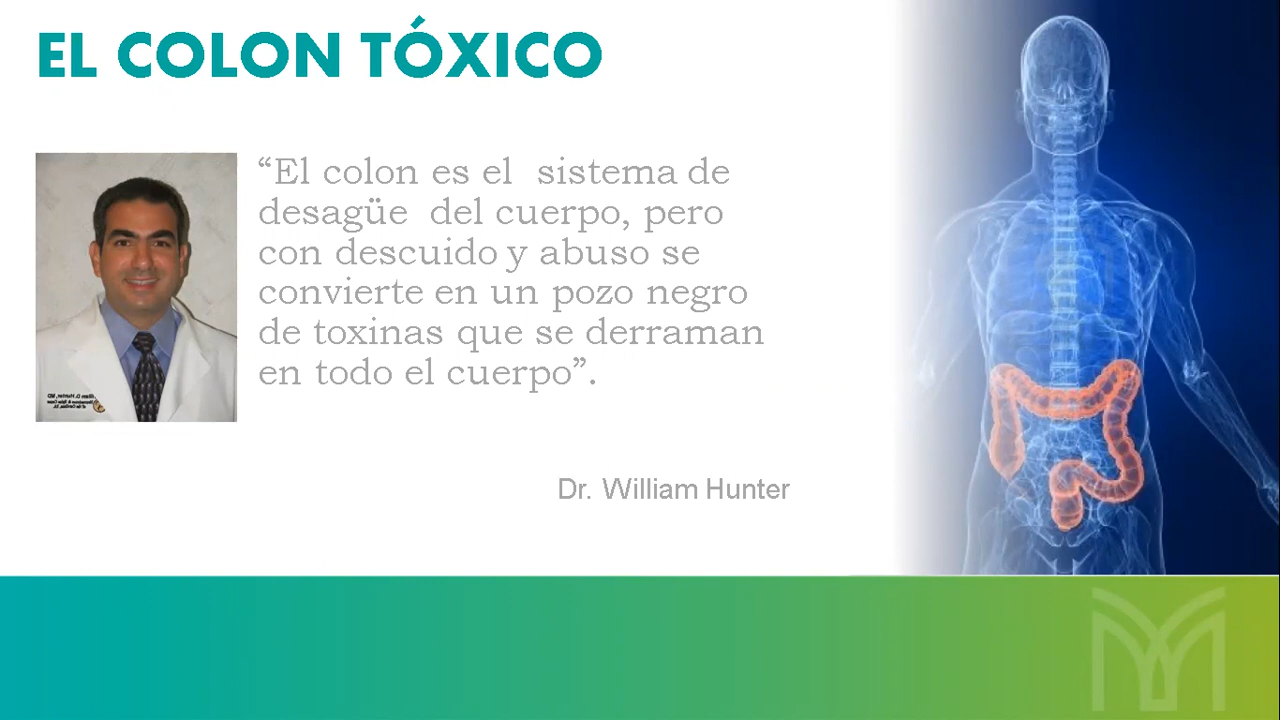 EL COLON TÓXICO
“El colon es el sistema de
desagüe del cuerpo, pero
con descuido y abuso se
convierte en un pozo negro
de toxinas que se derraman
en todo el cuerpo”.
Dr. William Hunter